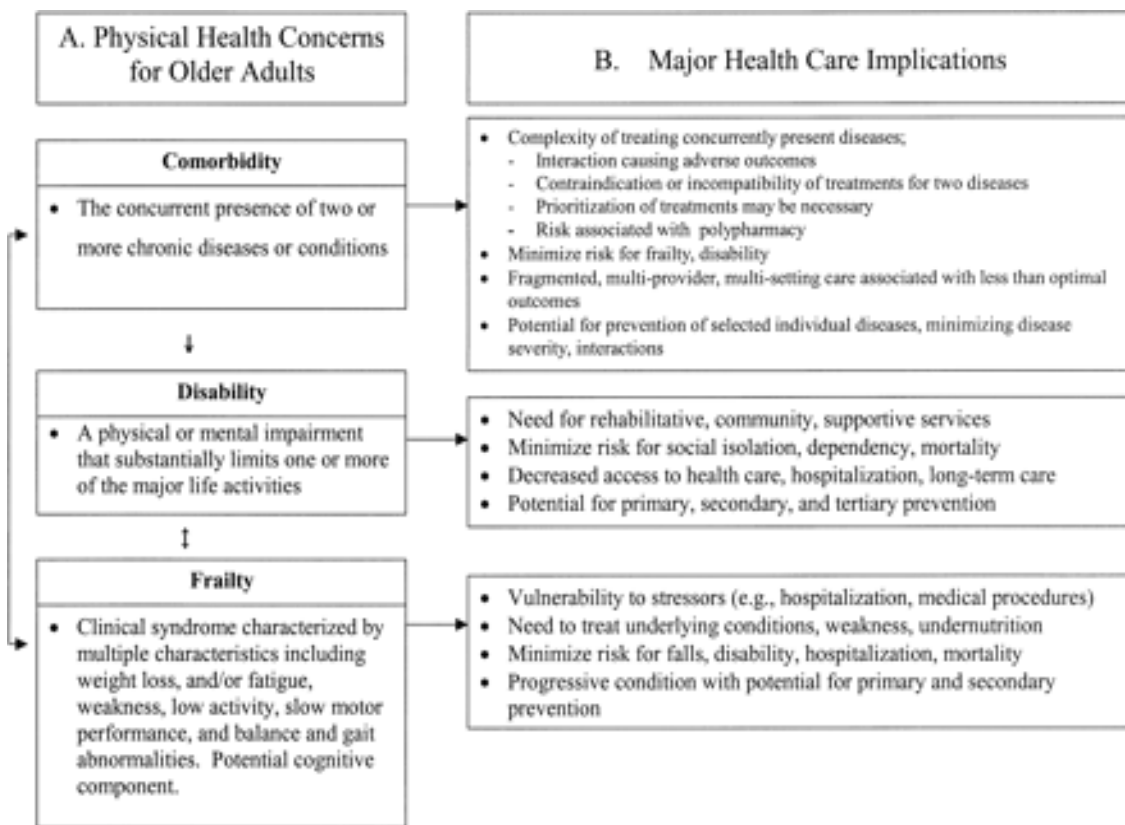 A. Physical Health Concerns
for Older Adults
B. Major Health Care Implications
Comorbidity
• The concurrent presence of two or
more chronic diseases or conditions
• Complexity of treating concurrently present diseases;
- Interaction causing adverse outcomes
- Contraindication or incompatibility of treatments for two diseases
- Prioritization of treatments may be necessary
- Risk associated with polypharmacy
• Minimize risk for frailty, disability
• Fragmented, multi-provider, multi-setting care associated with less than optimal
outcomes
• Potential for prevention of selected individual diseases, minimizing disease
severity, interactions
Disability
• A physical or mental impairment
that substantially limits one or more
of the major life activities
• Need for rehabilitative, community, supportive services
• Minimize risk for social isolation, dependency, mortality
• Decreased access to health care, hospitalization, long-term care
• Potential for primary, secondary, and tertiary prevention
Frailty
• Clinical syndrome characterized by
multiple characteristics including
weight loss, and/or fatigue,
weakness, low activity, slow motor
performance, and balance and gait
abnormalities. Potential cognitive
component.
• Vulnerability to stressors (e.g., hospitalization, medical procedures)
• Need to treat underlying conditions, weakness, undernutrition
• Minimize risk for falls, disability, hospitalization, mortality
• Progressive condition with potential for primary and secondary
prevention